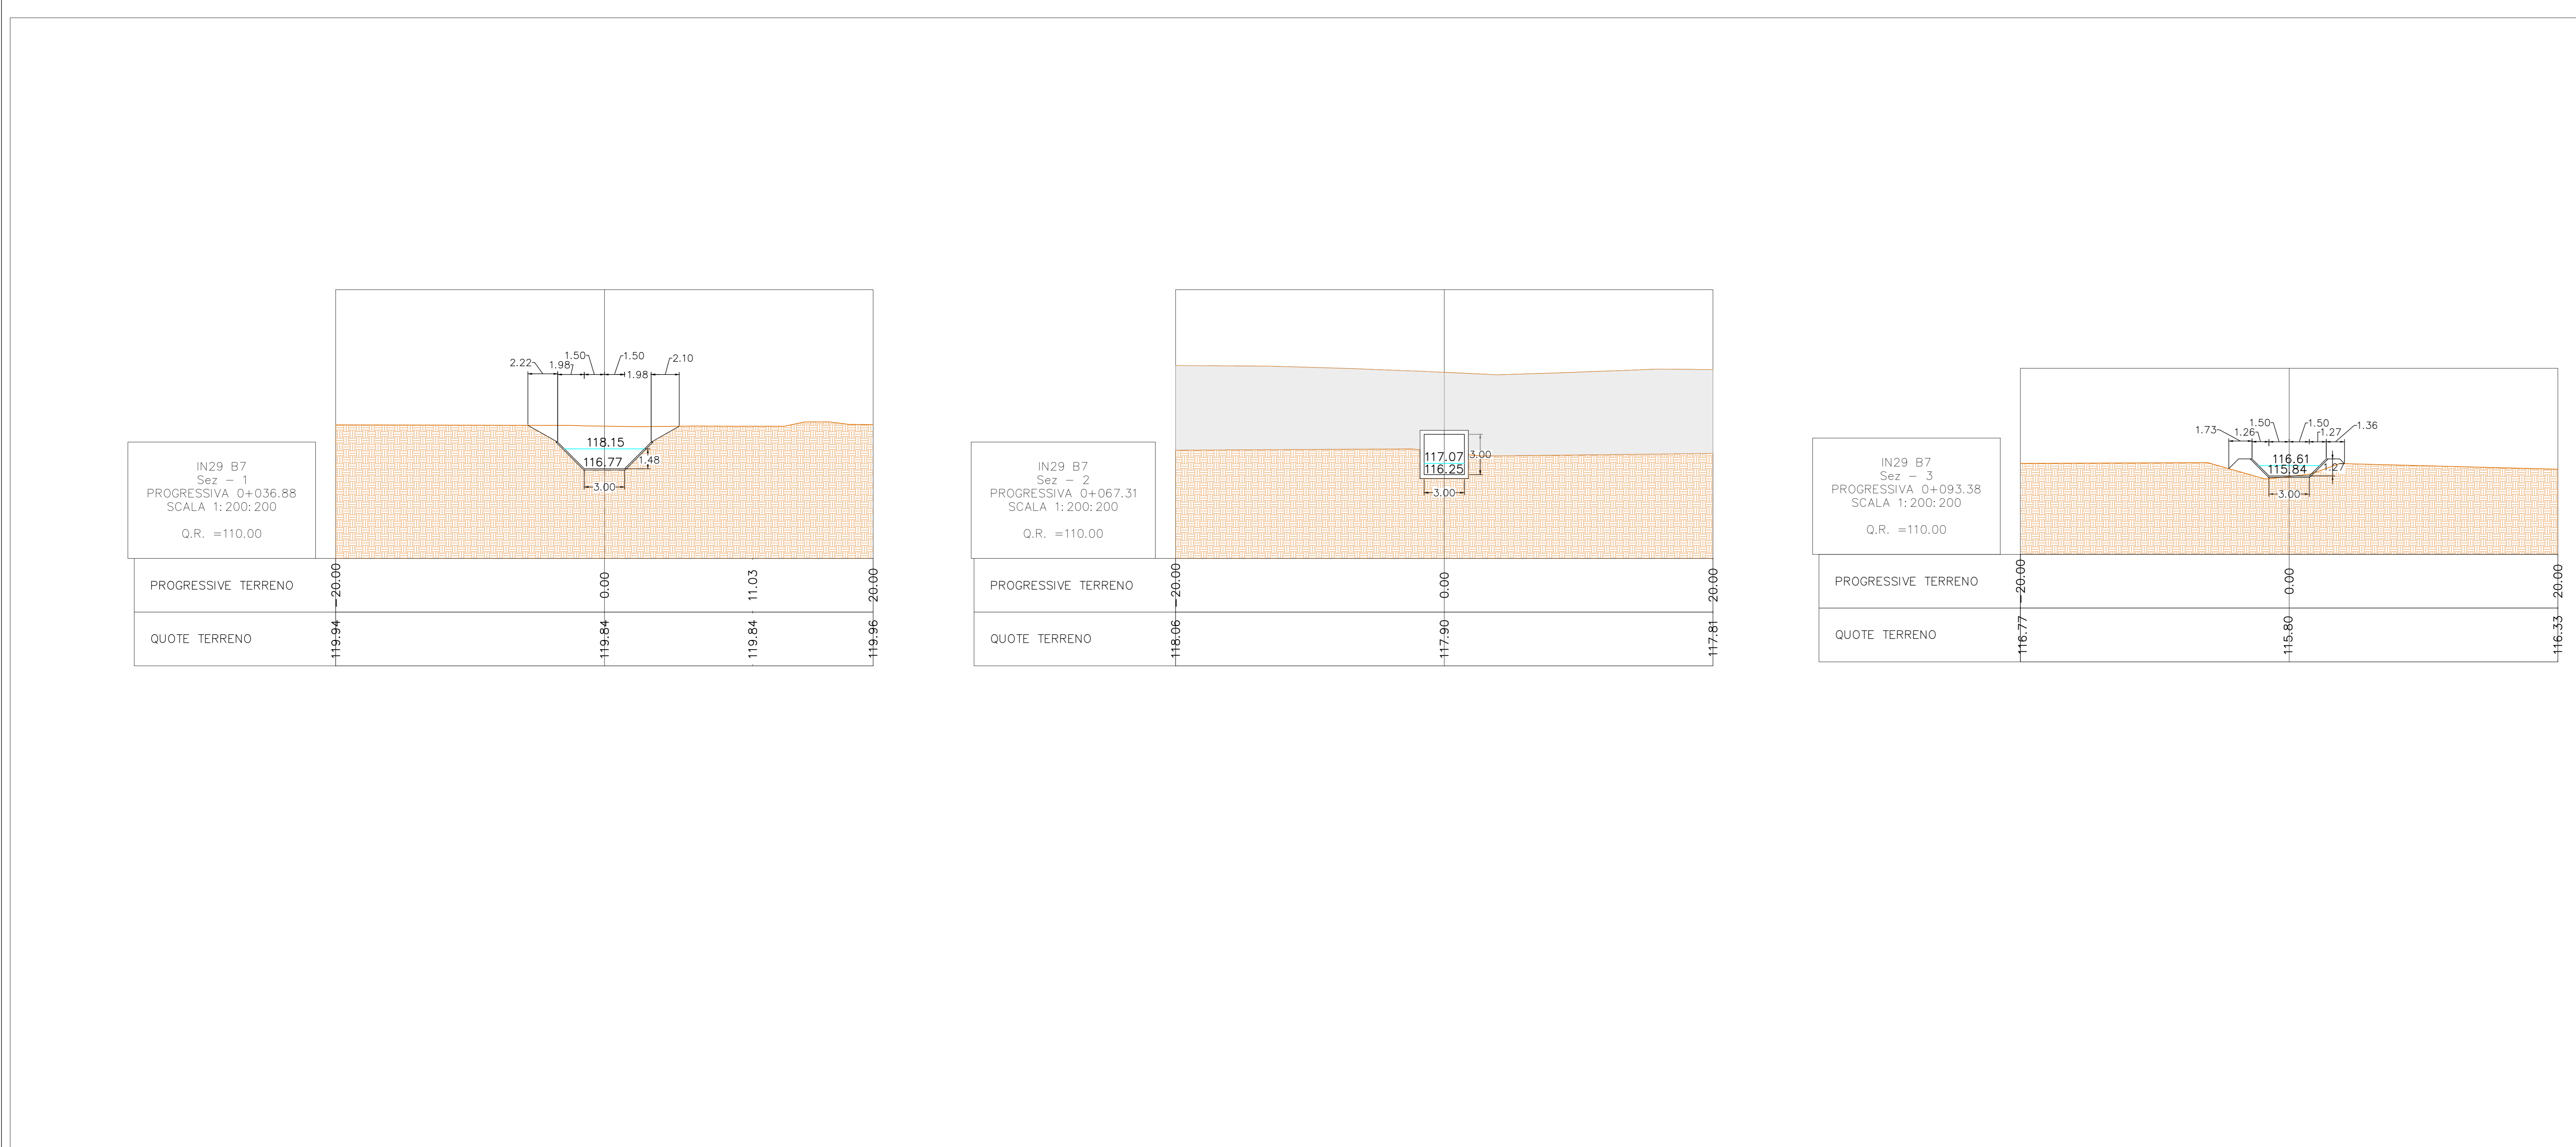 2.22
1.98
1.50
1.50
1.98
2.10
118.15
116.77
1.48
3.00
IN29 B7
Sez - 1
PROGRESSIVA 0+036.88
SCALA 1:200:200
Q.R. =110.00
PROGRESSIVE TERRENO
-20.00
0.00
11.03
20.00
QUOTE TERRENO
119.94
119.84
119.84
119.96
117.07
116.25
3.00
3.00
IN29 B7
Sez - 2
PROGRESSIVA 0+067.31
SCALA 1:200:200
Q.R. =110.00
PROGRESSIVE TERRENO
-20.00
0.00
20.00
QUOTE TERRENO
118.06
117.90
117.81
1.73
1.26
1.50
1.50
1.27
1.36
116.61
115.84
1.27
3.00
IN29 B7
Sez - 3
PROGRESSIVA 0+093.38
SCALA 1:200:200
Q.R. =110.00
PROGRESSIVE TERRENO
-20.00
0.00
20.00
QUOTE TERRENO
116.77
115.80
116.33